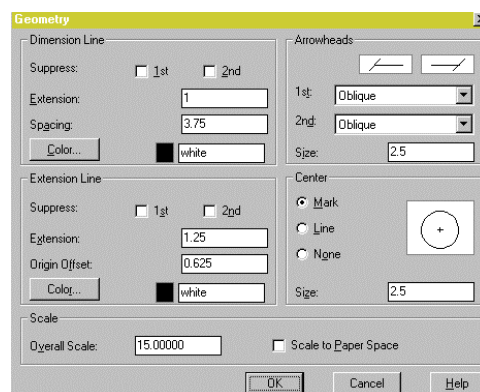 Geometry
Dimension Line
Suppress: 1st 2nd
Extension: 1
Spacing: 3.75
Color... white
Extension Line
Suppress: 1st 2nd
Extension: 1.25
Origin Offset: 0.625
Color... white
Arrowheads
1st: Oblique
2nd: Oblique
Size: 2.5
Center
Mark
Line
None
Size: 2.5
Scale
Overall Scale: 15.00000 Scale to Paper Space
OK Cancel Help